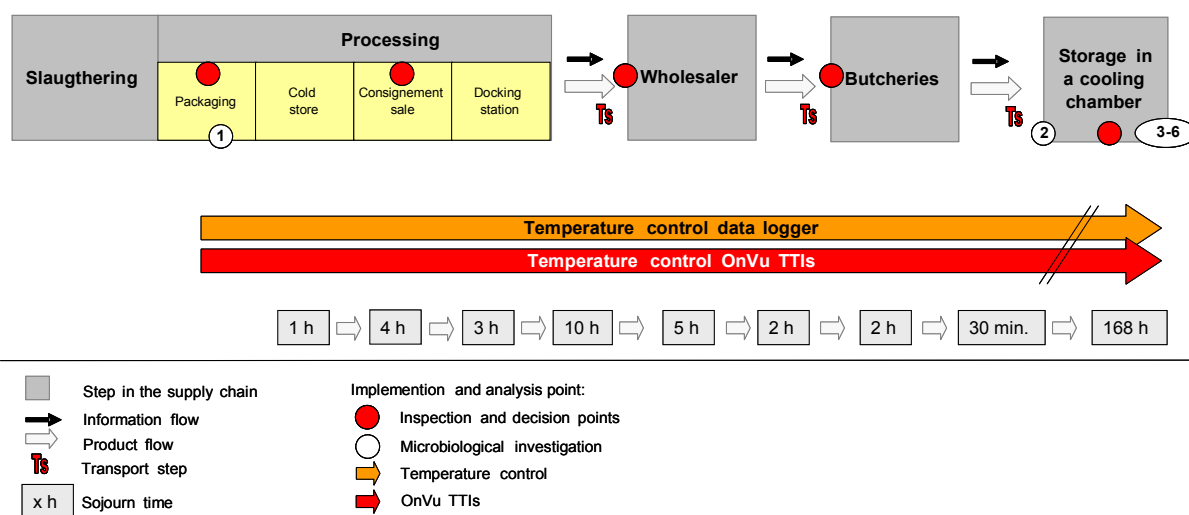 Slaugthering
Processing
Packaging
Cold
store
Consignement
sale
Docking
station
1
Ts
Wholesaler
Ts
Butcheries
Ts
Storage in
a cooling
chamber
2
3-6
Temperature control data logger
Temperature control OnVu TTIs
1 h
4 h
3 h
10 h
5 h
2 h
2 h
30 min.
168 h
Step in the supply chain
Information flow
Product flow
Ts Transport step
x h Sojourn time
Implemention and analysis point:
Inspection and decision points
Microbiological investigation
Temperature control
OnVu TTIs